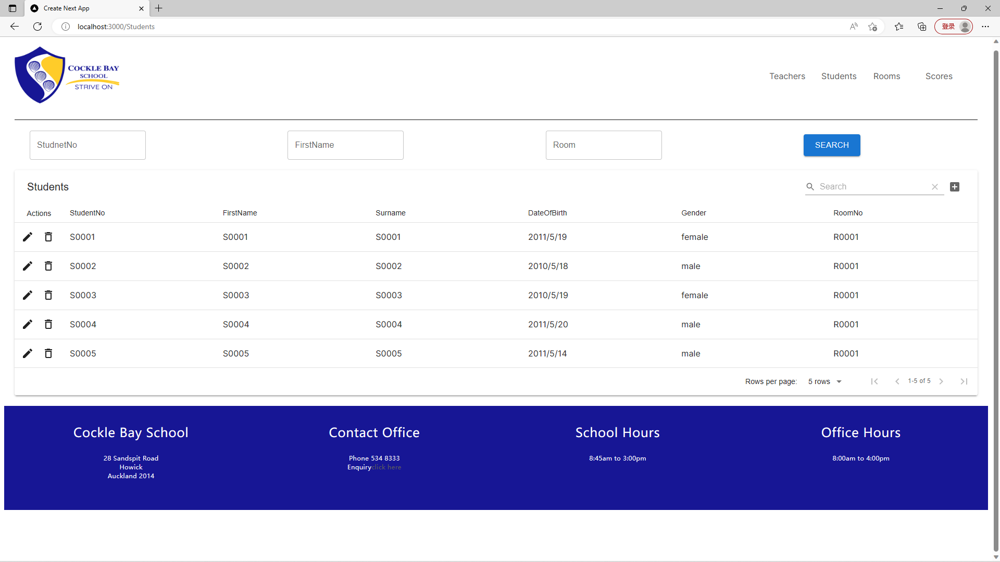 Create Next App
localhost:3000/Students
登录
COCKLE BAY
SCHOOL
STRIVE ON
Teachers Students Rooms Scores
StudnetNo FirstName Room SEARCH
Students Search
Actions StudentNo FirstName Surname DateOfBirth Gender RoomNo
S0001 S0001 S0001 2011/5/19 female R0001
S0002 S0002 S0002 2010/5/18 male R0001
S0003 S0003 S0003 2010/5/19 female R0001
S0004 S0004 S0004 2011/5/20 male R0001
S0005 S0005 S0005 2011/5/14 male R0001
Rows per page: 5 rows 1-5 of 5
Cockle Bay School
28 Sandspit Road
Howick
Auckland 2014
Contact Office
Phone 534 8333
Enquiryclick here
School Hours
8:45am to 3:00pm
Office Hours
8:00am to 4:00pm